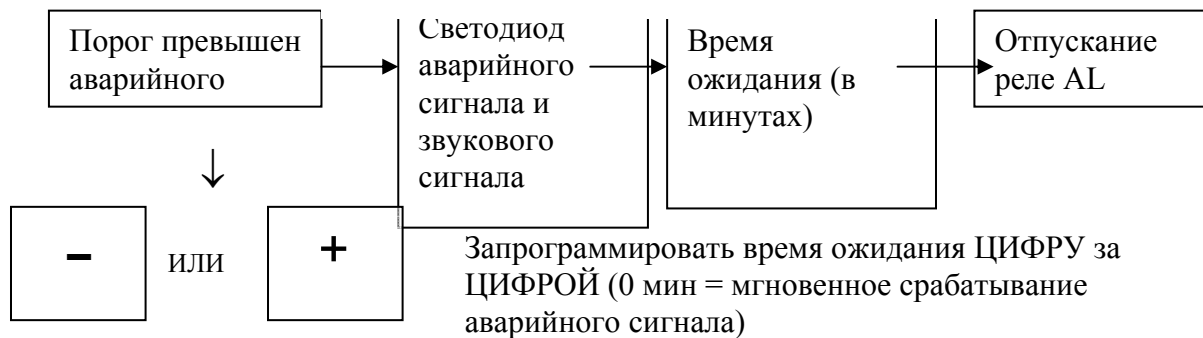 Порог превышен
аварийного
Светодиод
аварийного
сигнала и
звукового
сигнала
Время
ожидания (в
минутах)
Отпускание
реле AL
↓
– или +
Запрограммировать время ожидания ЦИФРУ за
ЦИФРОЙ (0 мин = мгновенное срабатывание
аварийного сигнала)